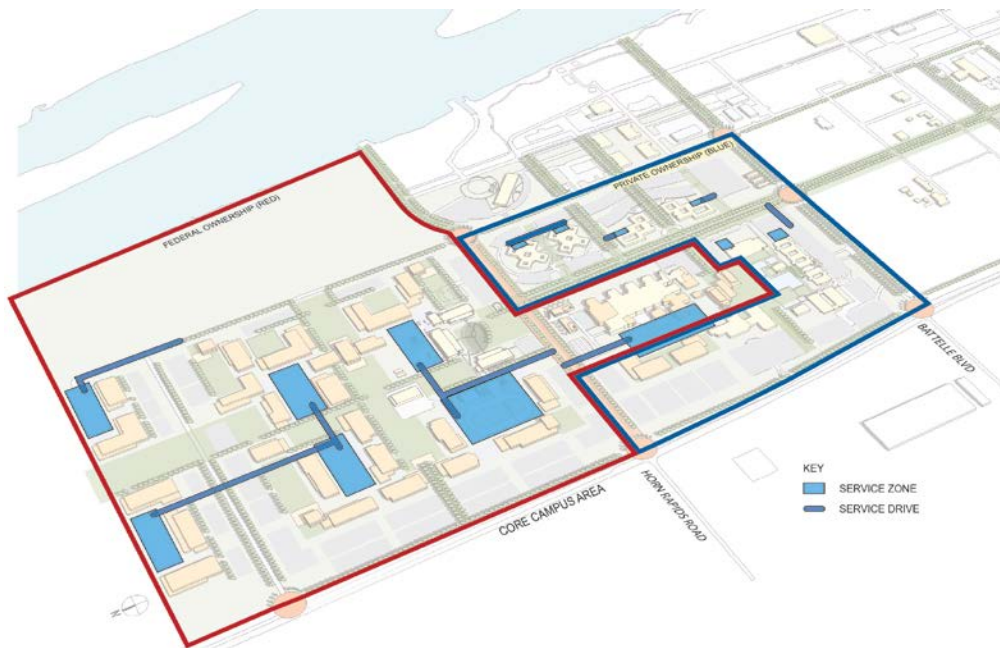 FEDERAL OWNERSHIP (RED)
PRIVATE OWNERSHIP (BLUE)
BATTELLE BLVD
HORN RAPIDS ROAD
CORE CAMPUS AREA
KEY
SERVICE ZONE
SERVICE DRIVE
N